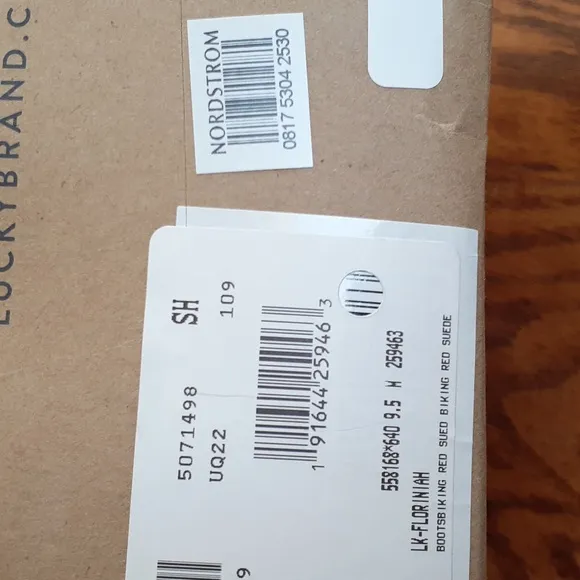 LUCKYBRAND.C
NORDSTROM
0817 5304 2530
SH
109
5071498
UQ22
1 91644 25946 3
558168*640 9.5 M 259463
LK-FLORINIAH
BOOTSBIKING RED SUED BIKING RED SUEDE
9